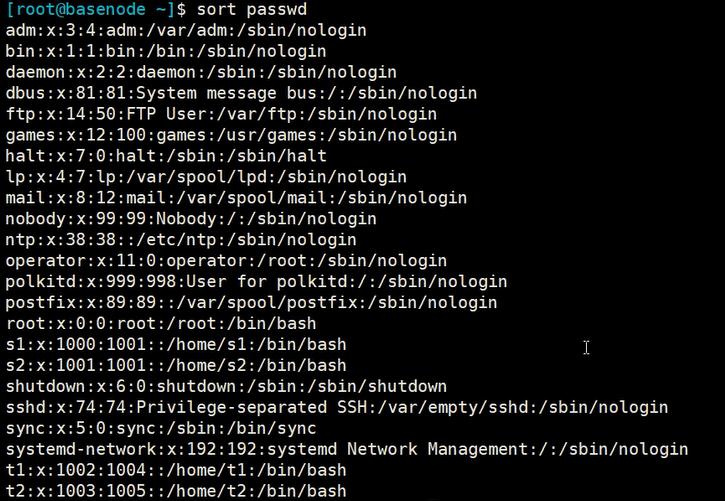 [root@basenode ~]$ sort passwd
adm:x:3:4:adm:/var/adm:/sbin/nologin
bin:x:1:1:bin:/bin:/sbin/nologin
daemon:x:2:2:daemon:/sbin:/sbin/nologin
dbus:x:81:81:System message bus:/:/sbin/nologin
ftp:x:14:50:FTP User:/var/ftp:/sbin/nologin
games:x:12:100:games:/usr/games:/sbin/nologin
halt:x:7:0:halt:/sbin:/sbin/halt
lp:x:4:7:lp:/var/spool/lpd:/sbin/nologin
mail:x:8:12:mail:/var/spool/mail:/sbin/nologin
nobody:x:99:99:Nobody:/:/sbin/nologin
ntp:x:38:38::/etc/ntp:/sbin/nologin
operator:x:11:0:operator:/root:/sbin/nologin
polkitd:x:999:998:User for polkitd:/:/sbin/nologin
postfix:x:89:89::/var/spool/postfix:/sbin/nologin
root:x:0:0:root:/root:/bin/bash
s1:x:1000:1001::/home/s1:/bin/bash
s2:x:1001:1001::/home/s2:/bin/bash
shutdown:x:6:0:shutdown:/sbin:/sbin/shutdown
sshd:x:74:74:Privilege-separated SSH:/var/empty/sshd:/sbin/nologin
sync:x:5:0:sync:/sbin:/bin/sync
systemd-network:x:192:192:systemd Network Management:/:/sbin/nologin
t1:x:1002:1004::/home/t1:/bin/bash
t2:x:1003:1005::/home/t2:/bin/bash